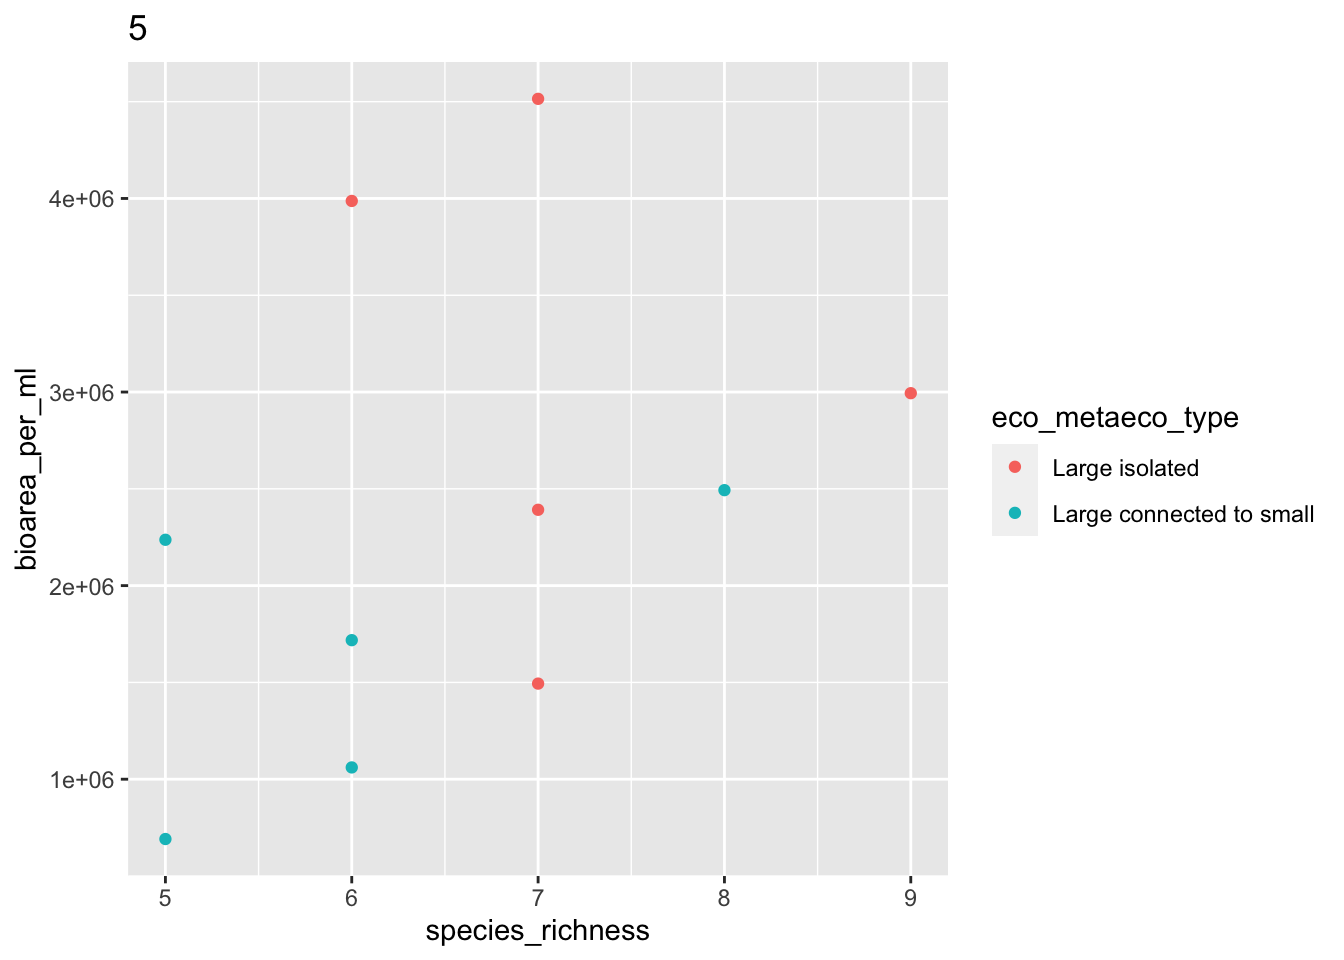 5
bioarea_per_ml
4e+06
3e+06
2e+06
1e+06
5 6 7 8 9
species_richness
eco_metaeco_type
Large isolated
Large connected to small